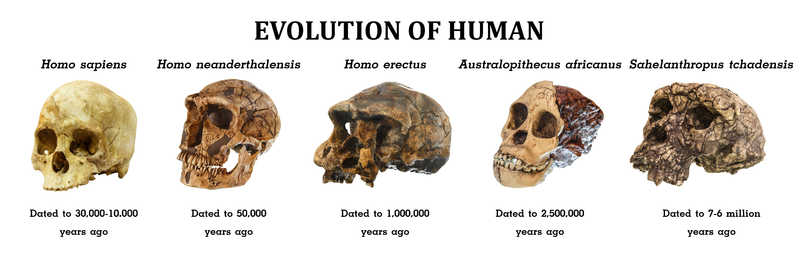 EVOLUTION OF HUMAN
Homo sapiens
Homo neanderthalensis
Homo erectus
Australopithecus africanus
Sahelanthropus tchadensis
Dated to 30,000-10.000
years ago
Dated to 50,000
years ago
Dated to 1,000,000
years ago
Dated to 2,500,000
years ago
Dated to 7-6 million
years ago